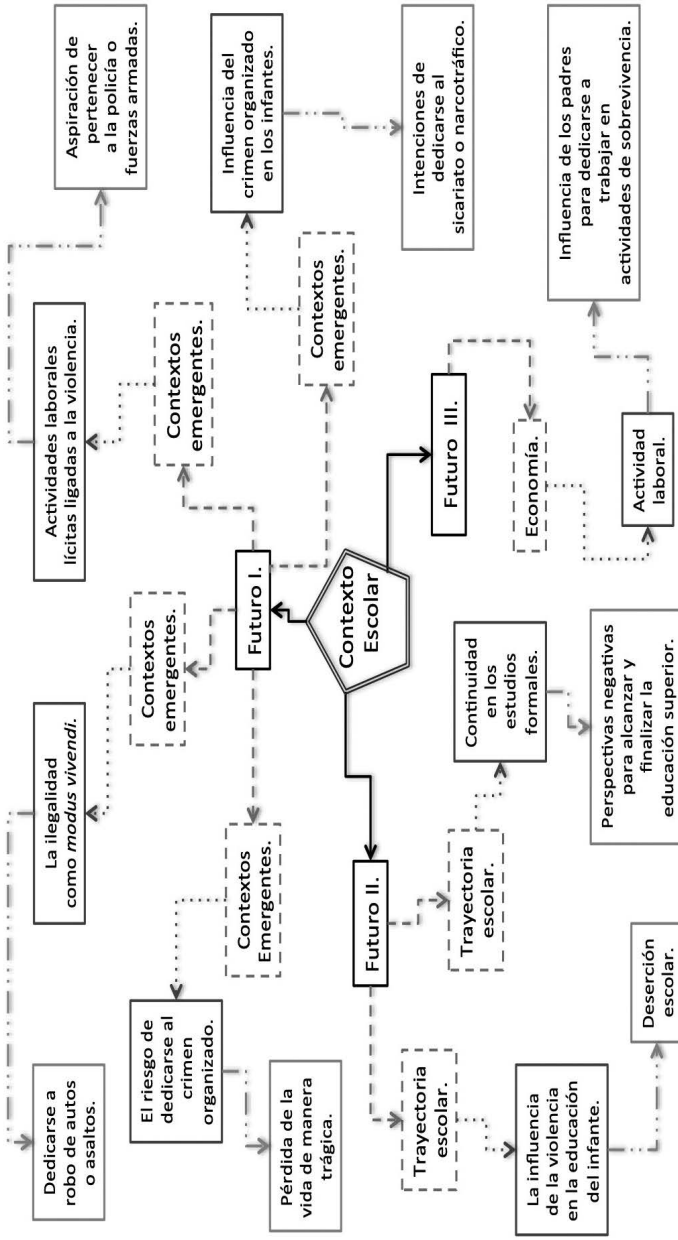 Dedicarse a
robo de autos
o asaltos.
La ilegalidad
como modus vivendi.
Actividades laborales
lícitas ligadas a la violencia.
Aspiración de
pertenecer
a la policía o
fuerzas armadas.
El riesgo de
dedicarse al
crimen
organizado.
Contextos
emergentes.
Contextos
emergentes.
Influencia del
crimen organizado
en los infantes.
Pérdida de la
vida de manera
trágica.
Contextos
Emergentes.
Futuro I.
Contextos
emergentes.
Contexto
Escolar
Intenciones de
dedicarse al
sicariato o narcotráfico.
Futuro II.
Futuro III.
Trayectoria
escolar.
Trayectoria
escolar.
Continuidad
en los
estudios
formales.
Economía.
La influencia
de la violencia
en la educación
del infante.
Deserción
escolar.
Perspectivas negativas
para alcanzar y
finalizar la
educación superior.
Actividad
laboral.
Influencia de los padres
para dedicarse a
trabajar en
actividades de sobrevivencia.